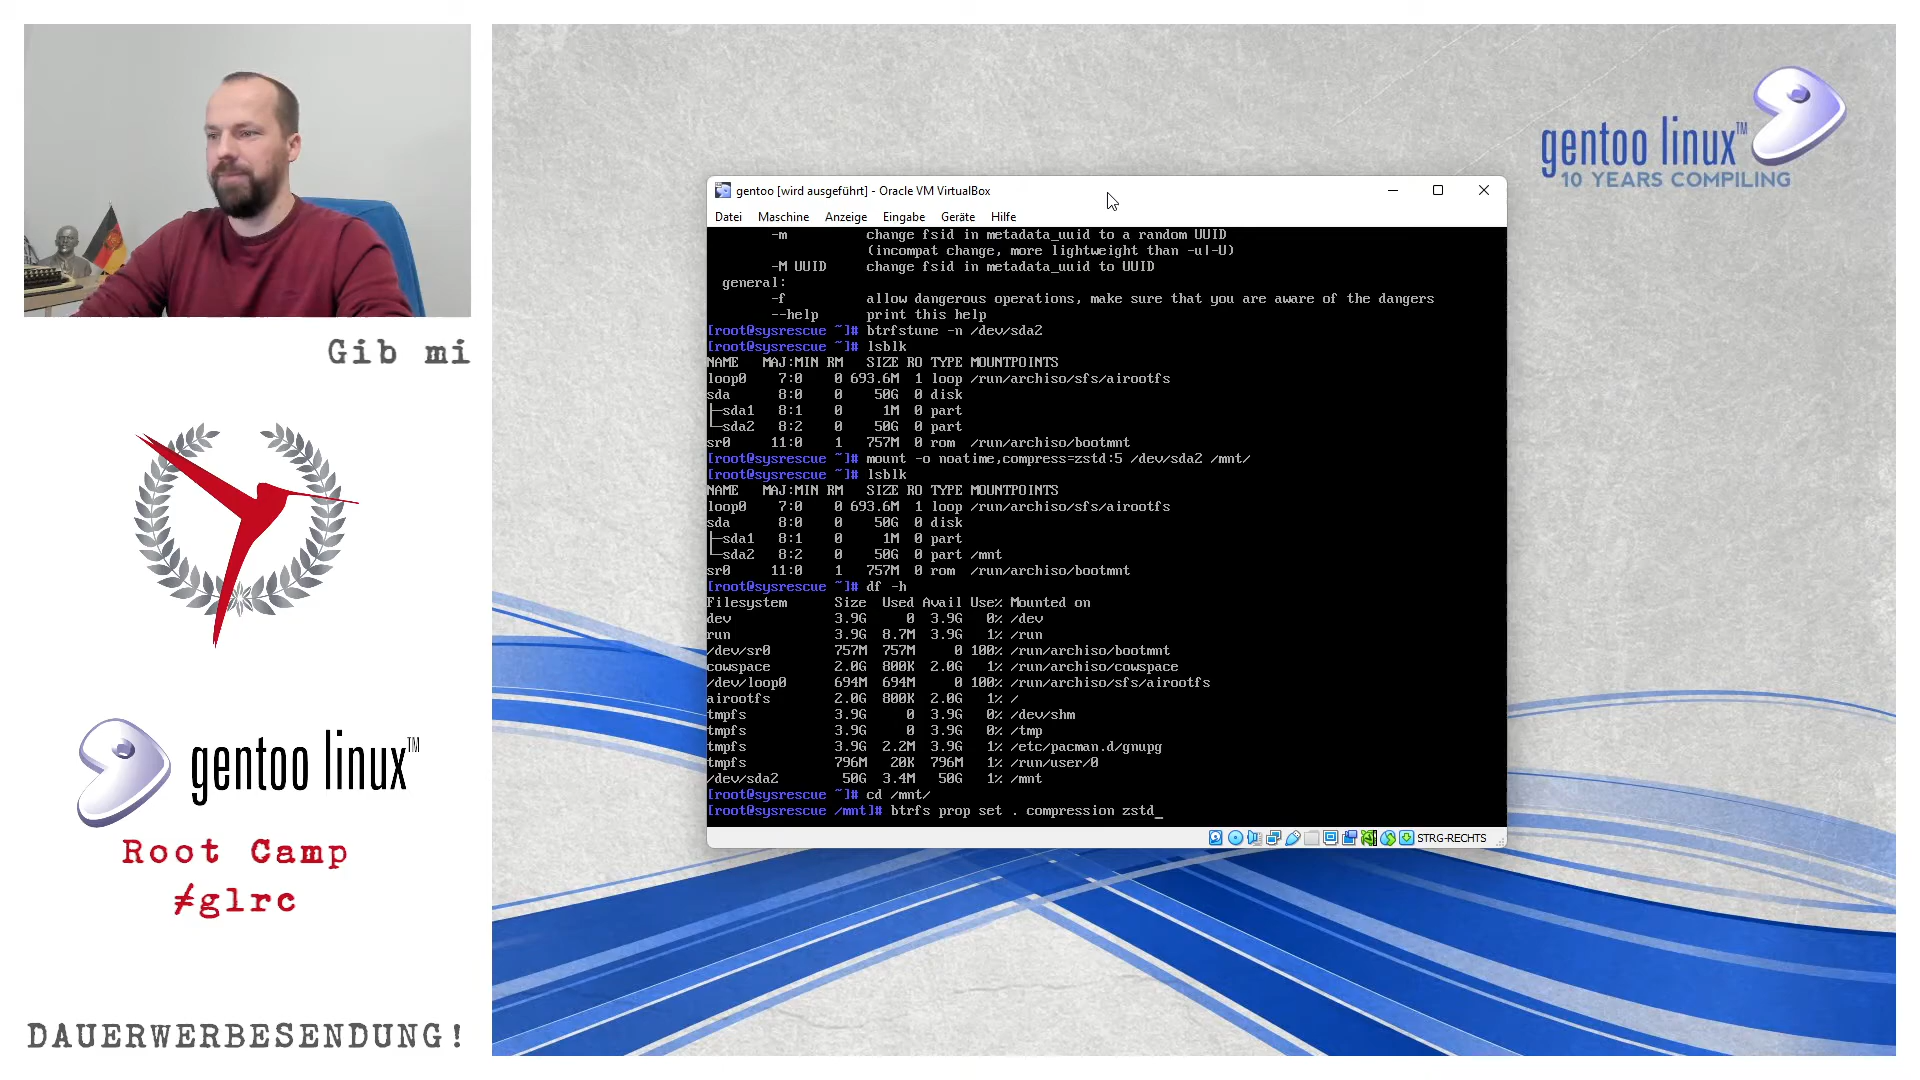 Gib mi
gentoo linux™
Root Camp
≠glrc
DAUERWERBESENDUNG!
gentoo linux™
10 YEARS COMPILING
gentoo [wird ausgeführt] - Oracle VM VirtualBox
Datei Maschine Anzeige Eingabe Geräte Hilfe
-m change fsid in metadata_uuid to a random UUID
(incompat change, more lightweight than -u|-U)
-M UUID change fsid in metadata_uuid to UUID
general:
-f allow dangerous operations, make sure that you are aware of the dangers
--help print this help
[root@sysrescue ~]# btrfstune -n /dev/sda2
[root@sysrescue ~]# lsblk
NAME MAJ:MIN RM SIZE RO TYPE MOUNTPOINTS
loop0 7:0 0 693.6M 1 loop /run/archiso/sfs/airootfs
sda 8:0 0 50G 0 disk
├─sda1 8:1 0 1M 0 part
└─sda2 8:2 0 50G 0 part
sr0 11:0 1 757M 0 rom /run/archiso/bootmnt
[root@sysrescue ~]# mount -o noatime,compress=zstd:5 /dev/sda2 /mnt/
[root@sysrescue ~]# lsblk
NAME MAJ:MIN RM SIZE RO TYPE MOUNTPOINTS
loop0 7:0 0 693.6M 1 loop /run/archiso/sfs/airootfs
sda 8:0 0 50G 0 disk
├─sda1 8:1 0 1M 0 part
└─sda2 8:2 0 50G 0 part /mnt
sr0 11:0 1 757M 0 rom /run/archiso/bootmnt
[root@sysrescue ~]# df -h
Filesystem Size Used Avail Use% Mounted on
dev 3.9G 0 3.9G 0% /dev
run 3.9G 8.7M 3.9G 1% /run
/dev/sr0 757M 757M 0 100% /run/archiso/bootmnt
cowspace 2.0G 800K 2.0G 1% /run/archiso/cowspace
/dev/loop0 694M 694M 0 100% /run/archiso/sfs/airootfs
airootfs 2.0G 800K 2.0G 1% /
tmpfs 3.9G 0 3.9G 0% /dev/shm
tmpfs 3.9G 0 3.9G 0% /tmp
tmpfs 3.9G 2.2M 3.9G 1% /etc/pacman.d/gnupg
tmpfs 796M 20K 796M 1% /run/user/0
/dev/sda2 50G 3.4M 50G 1% /mnt
[root@sysrescue ~]# cd /mnt/
[root@sysrescue /mnt]# btrfs prop set . compression zstd_
STRG-RECHTS